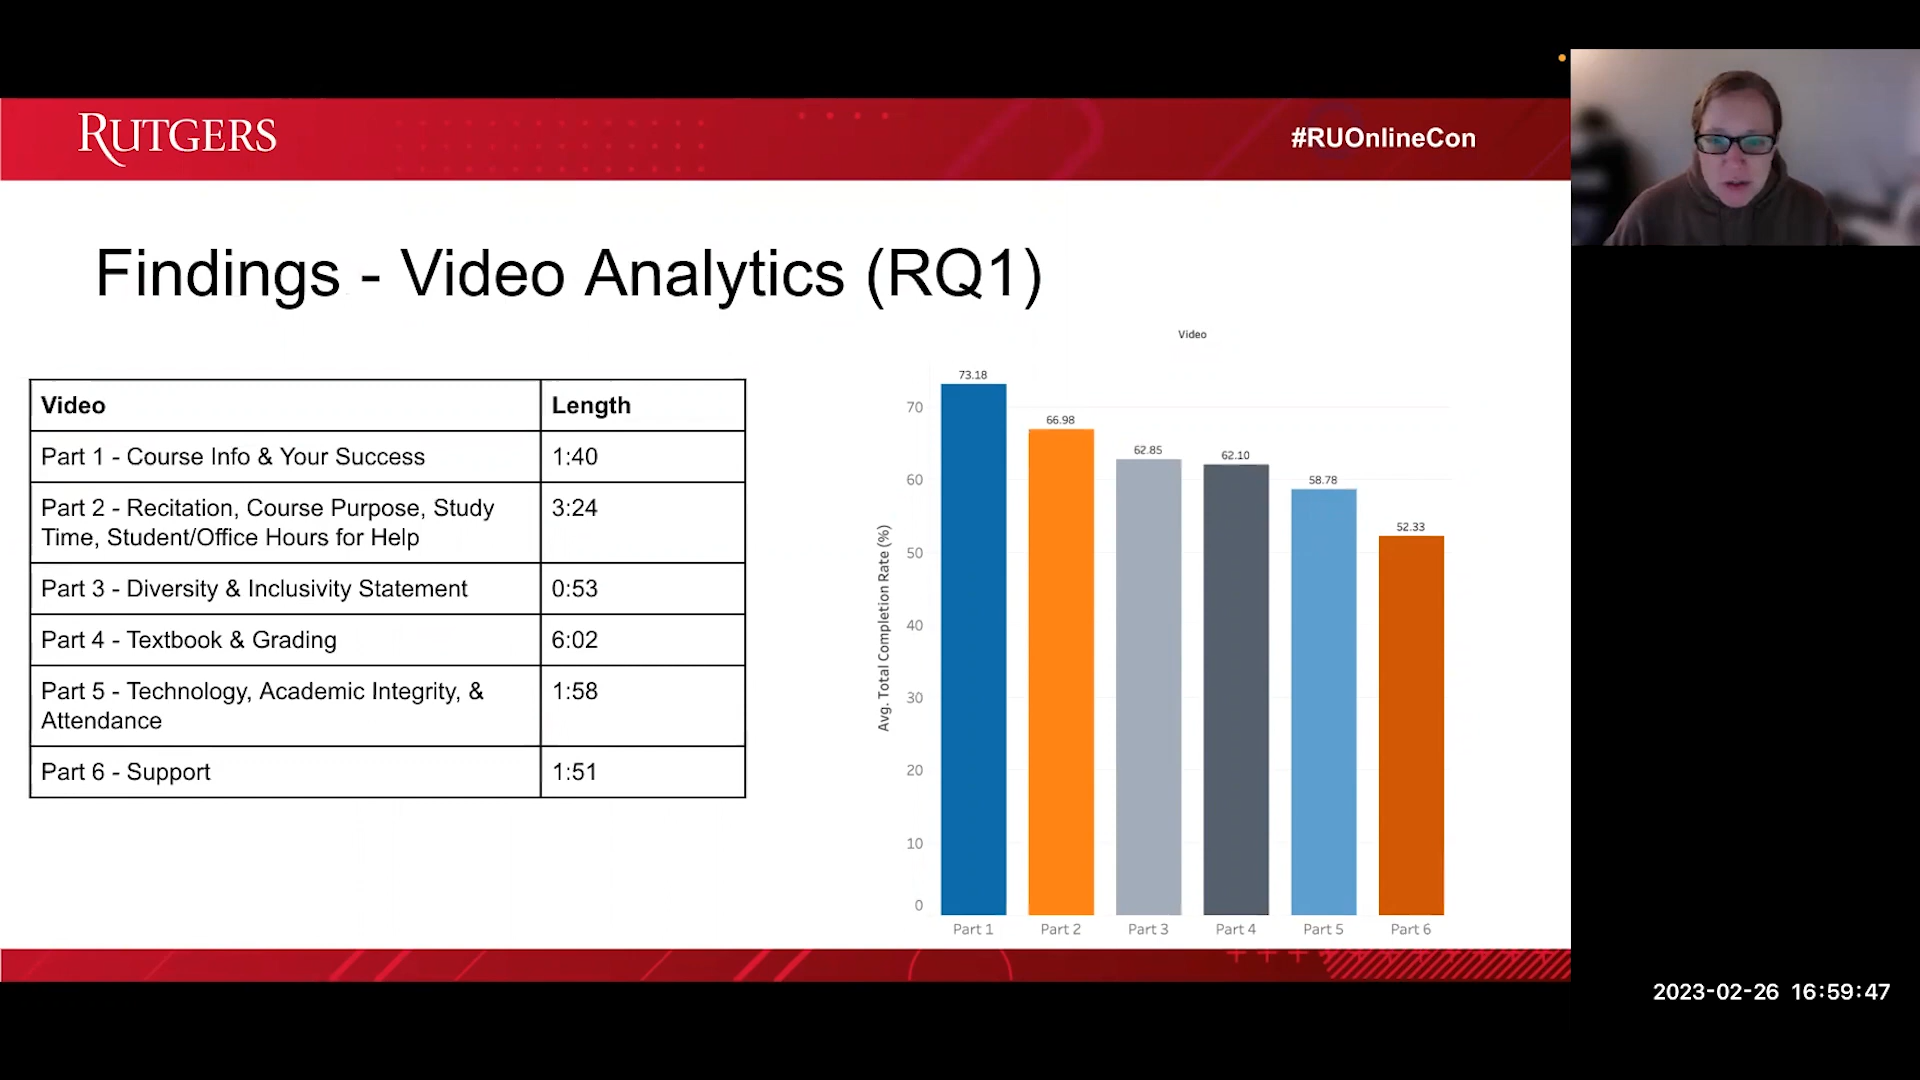 RUTGERS
#RUOnlineCon
Findings - Video Analytics (RQ1)
Video
Length
Part 1 - Course Info & Your Success
1:40
Part 2 - Recitation, Course Purpose, Study
Time, Student/Office Hours for Help
3:24
Part 3 - Diversity & Inclusivity Statement
0:53
Part 4 - Textbook & Grading
6:02
Part 5 - Technology, Academic Integrity, &
Attendance
1:58
Part 6 - Support
1:51
Video
Avg. Total Completion Rate (%)
70
60
50
40
30
20
10
0
73.18
66.98
62.85
62.10
58.78
52.33
Part 1
Part 2
Part 3
Part 4
Part 5
Part 6
2023-02-26 16:59:47